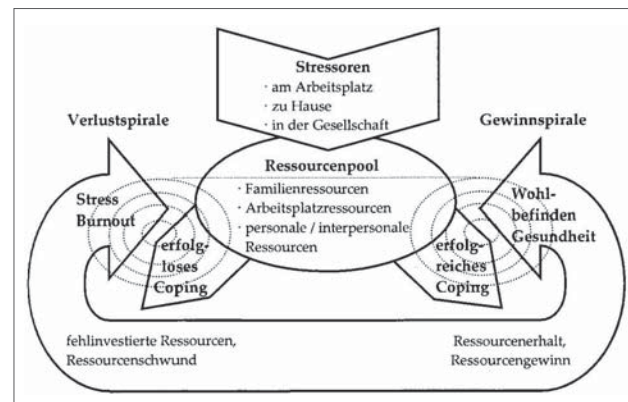 Stressoren
· am Arbeitsplatz
· zu Hause
· in der Gesellschaft
Verlustspirale
Gewinnspirale
Ressourcenpool
· Familienressourcen
· Arbeitsplatzressourcen
· personale / interpersonale
Ressourcen
Stress
Burnout
erfolg-
loses
Coping
erfolg-
reiches
Coping
Wohl-
befinden
Gesundheit
fehlinvestierte Ressourcen,
Ressourcenschwund
Ressourcenerhalt,
Ressourcengewinn